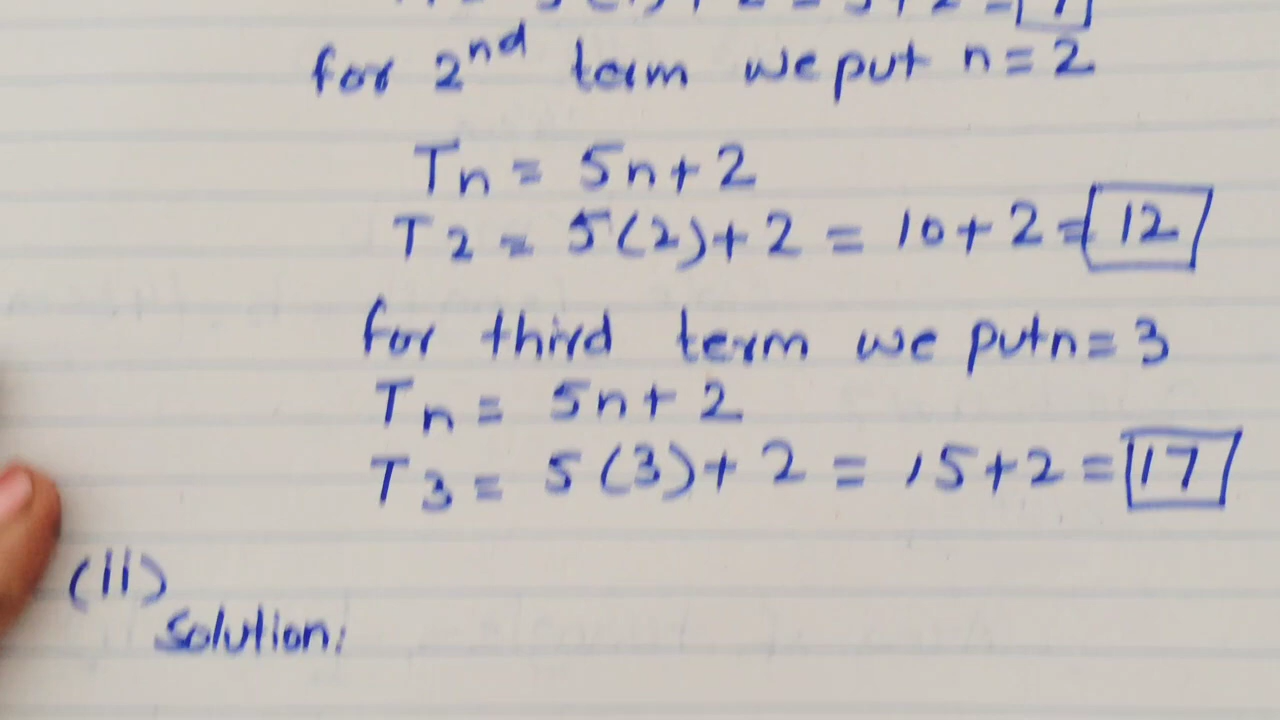 for 2nd term we put n = 2
Tn = 5n + 2
T2 = 5(2) + 2 = 10 + 2 = 12
for third term we put n = 3
Tn = 5n + 2
T3 = 5(3) + 2 = 15 + 2 = 17
(ii)
Solution: